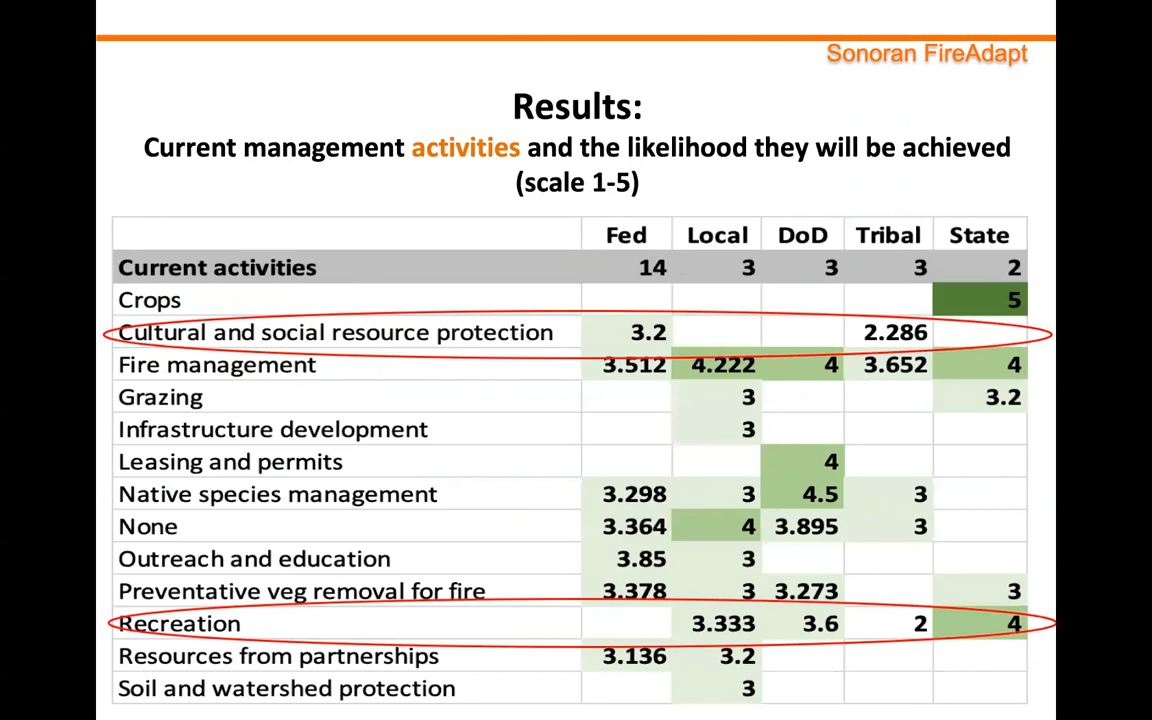 Sonoran FireAdapt
Results:
Current management activities and the likelihood they will be achieved
(scale 1-5)
Fed Local DoD Tribal State
Current activities 14 3 3 3 2
Crops 5
Cultural and social resource protection 3.2 2.286
Fire management 3.512 4.222 4 3.652 4
Grazing 3 3.2
Infrastructure development 3
Leasing and permits 4
Native species management 3.298 3 4.5 3
None 3.364 4 3.895 3
Outreach and education 3.85 3
Preventative veg removal for fire 3.378 3 3.273 3
Recreation 3.333 3.6 2 4
Resources from partnerships 3.136 3.2
Soil and watershed protection 3